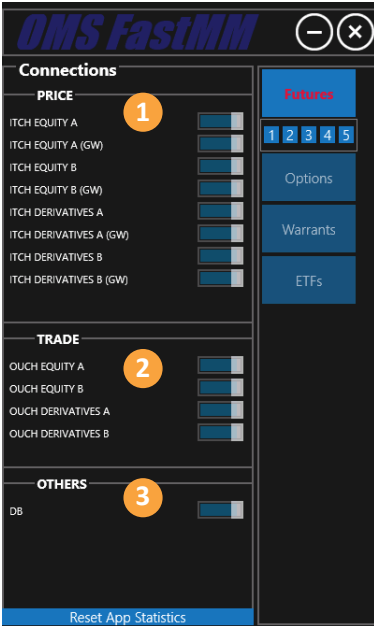 OMS FastMM
Connections
PRICE
1
ITCH EQUITY A
ITCH EQUITY A (GW)
ITCH EQUITY B
ITCH EQUITY B (GW)
ITCH DERIVATIVES A
ITCH DERIVATIVES A (GW)
ITCH DERIVATIVES B
ITCH DERIVATIVES B (GW)
TRADE
2
OUCH EQUITY A
OUCH EQUITY B
OUCH DERIVATIVES A
OUCH DERIVATIVES B
OTHERS
3
DB
Reset App Statistics
Futures
1 2 3 4 5
Options
Warrants
ETFs